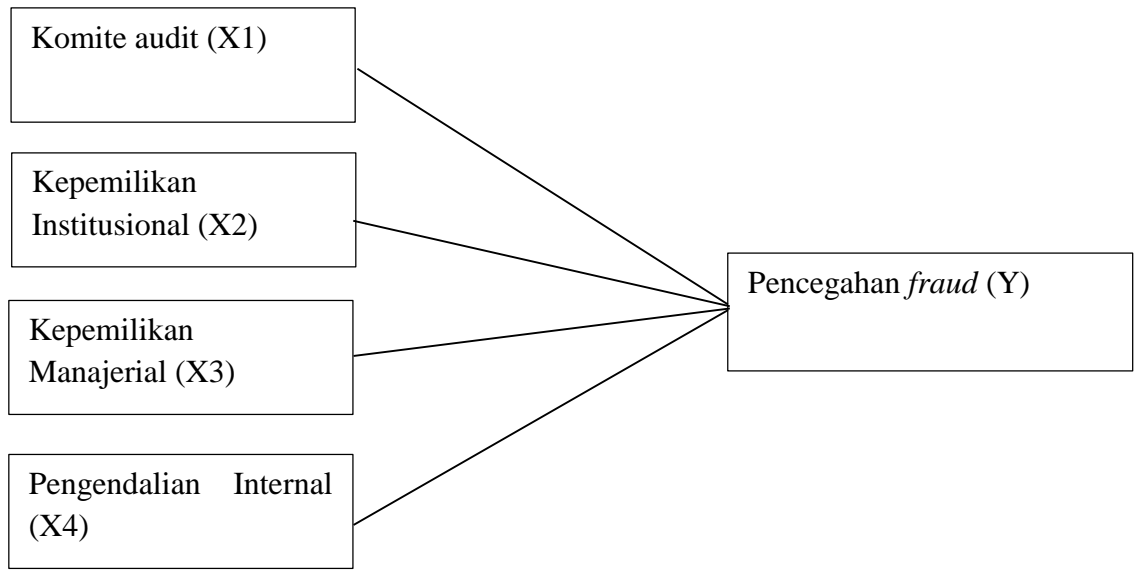 Komite audit (X1)
Kepemilikan
Institusional (X2)
Kepemilikan
Manajerial (X3)
Pengendalian Internal
(X4)
Pencegahan fraud (Y)